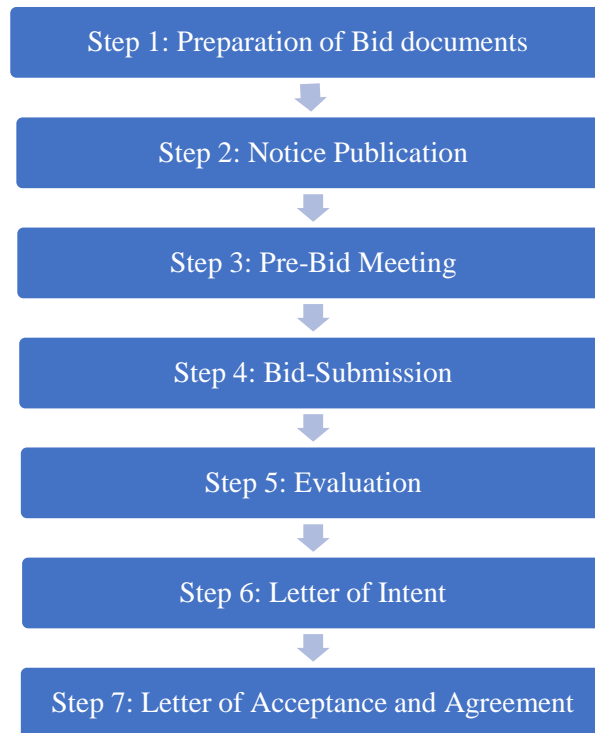 Step 1: Preparation of Bid documents
Step 2: Notice Publication
Step 3: Pre-Bid Meeting
Step 4: Bid-Submission
Step 5: Evaluation
Step 6: Letter of Intent
Step 7: Letter of Acceptance and Agreement